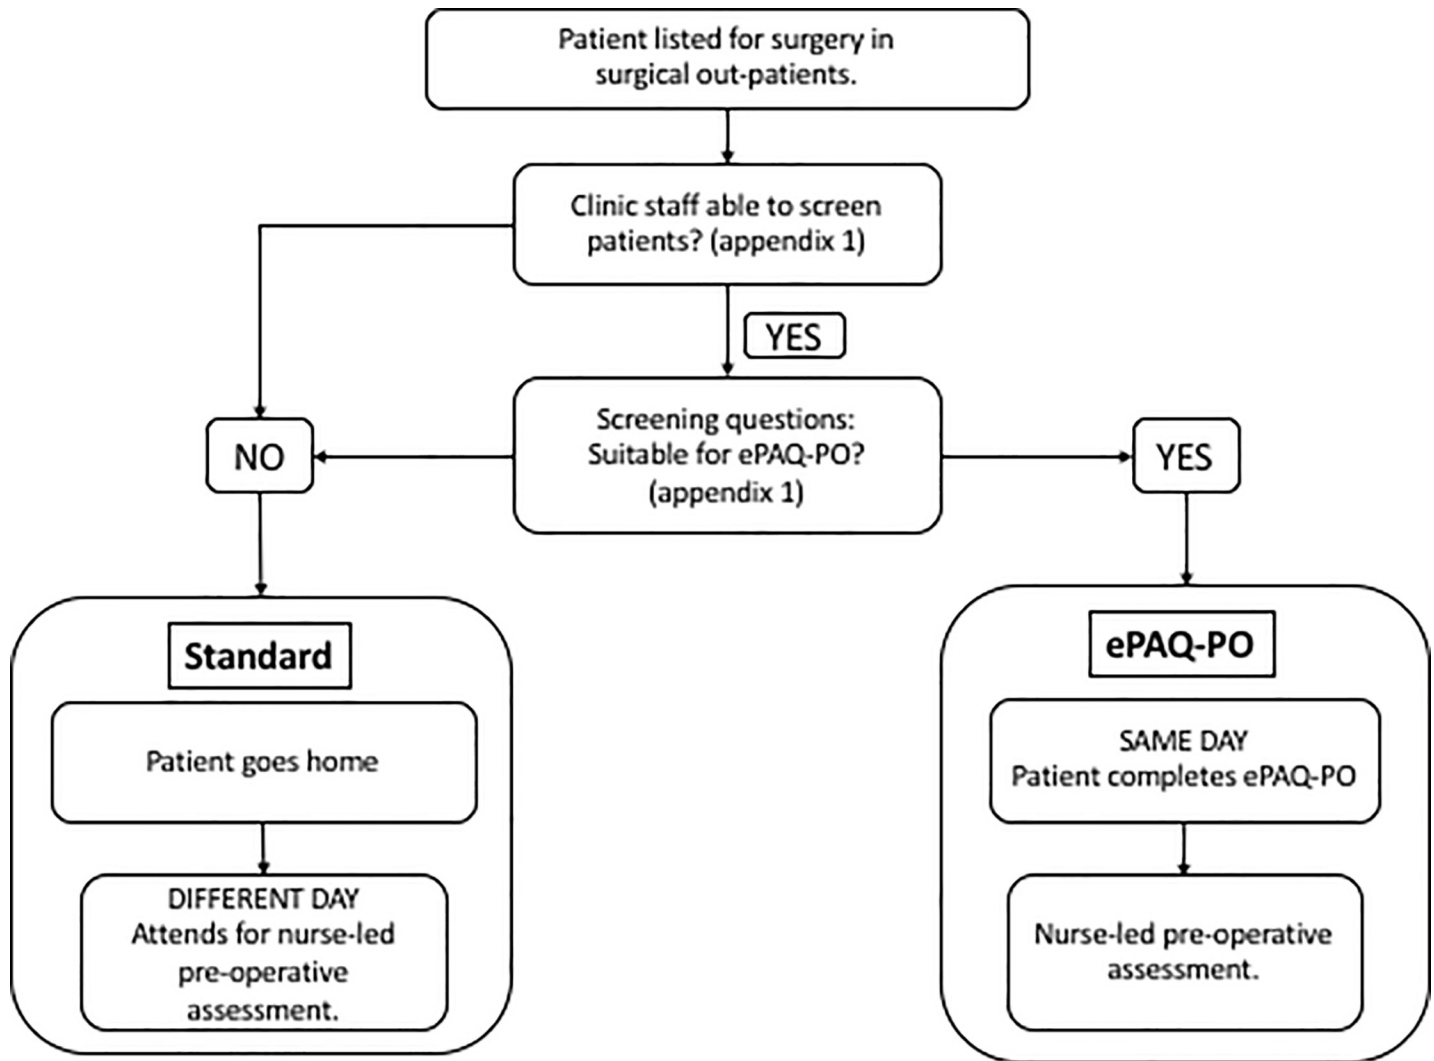 Patient listed for surgery in
surgical out-patients.
Clinic staff able to screen
patients? (appendix 1)
YES
NO
Screening questions:
Suitable for ePAQ-PO?
(appendix 1)
YES
Standard
Patient goes home
DIFFERENT DAY
Attends for nurse-led
pre-operative
assessment.
ePAQ-PO
SAME DAY
Patient completes ePAQ-PO
Nurse-led pre-operative
assessment.